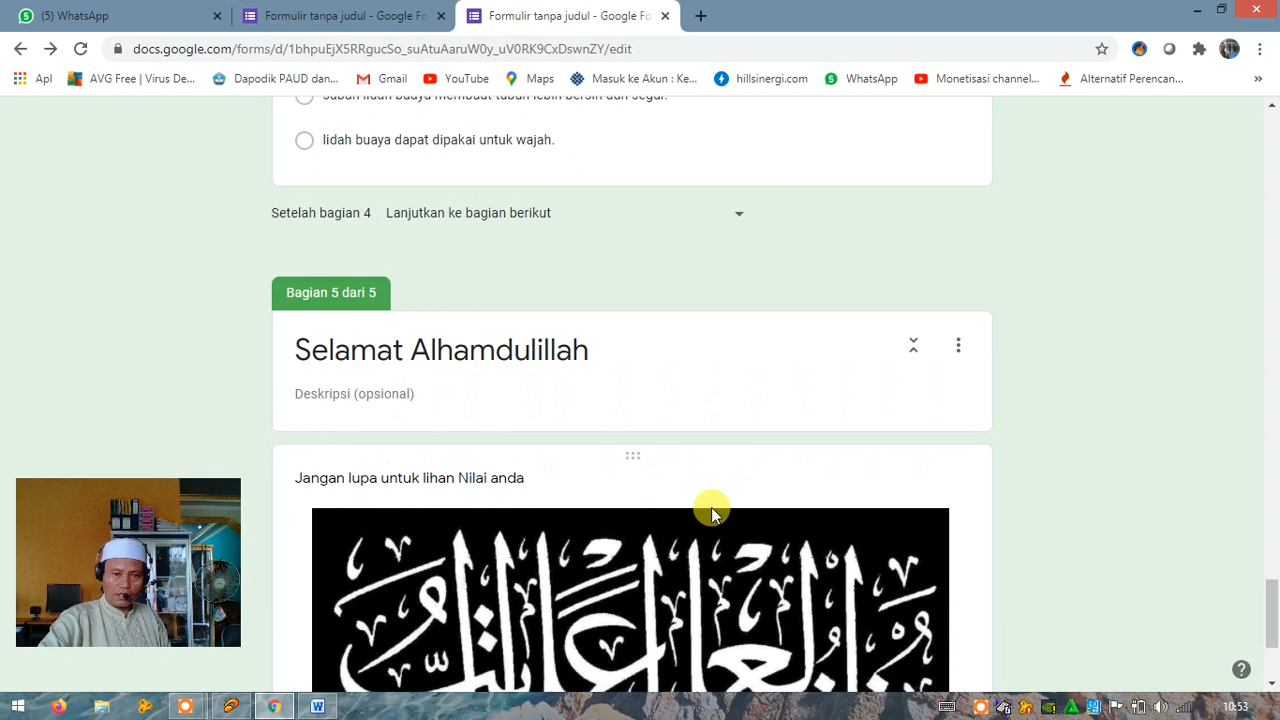 (5) WhatsApp
Formulir tanpa judul - Google Fo
Formulir tanpa judul - Google Fo
docs.google.com/forms/d/1bhpuEjX5RRgucSo_suAtuAaruW0y_uV0RK9CxDswnZY/edit
Apl
AVG Free | Virus De...
Dapodik PAUD dan...
Gmail
YouTube
Maps
Masuk ke Akun : Ke...
hillsinergi.com
WhatsApp
Monetisasi channel...
Alternatif Perencan...
»
lidah buaya dapat dipakai untuk wajah.
Setelah bagian 4 Lanjutkan ke bagian berikut
Bagian 5 dari 5
Selamat Alhamdulillah
Deskripsi (opsional)
Jangan lupa untuk lihan Nilai anda
10:53